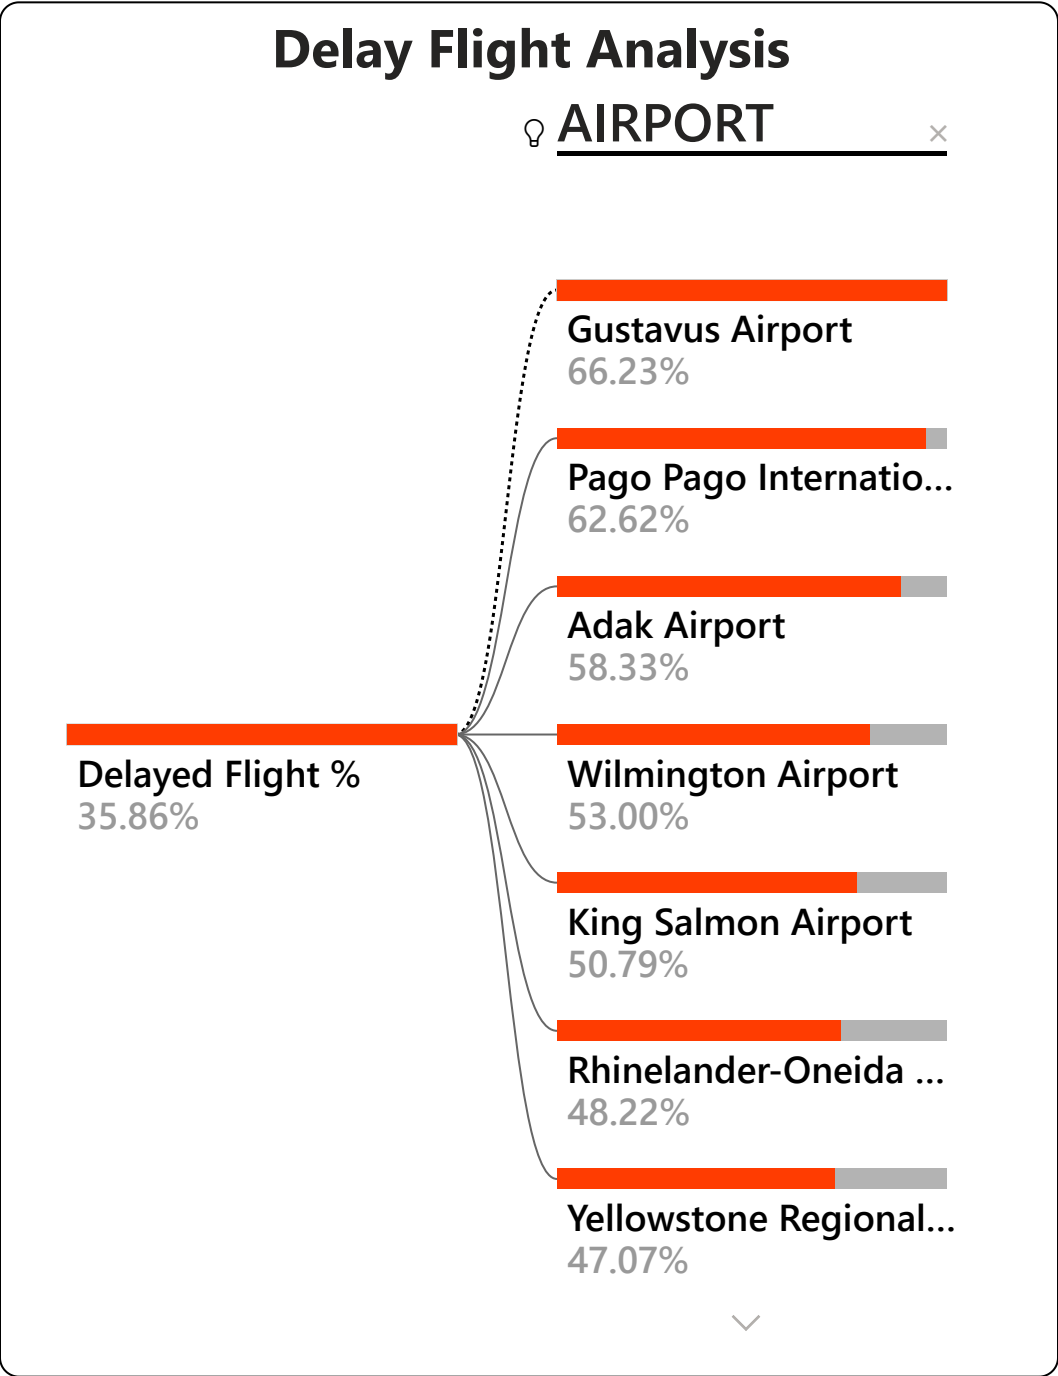 Delay Flight Analysis
AIRPORT
Gustavus Airport
66.23%
Pago Pago Internatio...
62.62%
Adak Airport
58.33%
Delayed Flight %
35.86%
Wilmington Airport
53.00%
King Salmon Airport
50.79%
Rhinelander-Oneida ...
48.22%
Yellowstone Regional...
47.07%